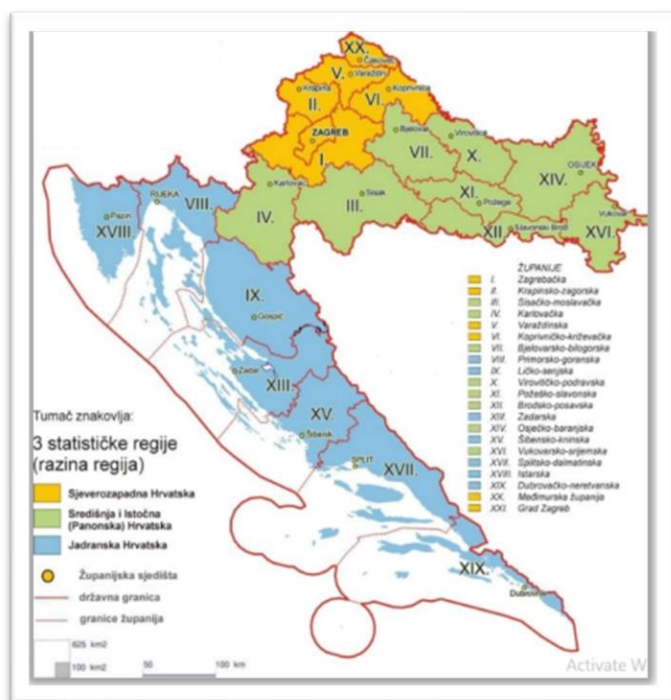 XX.
Čakovec
V.
Varaždin
Krapina
II.
VI.
Koprivnica
ZAGREB
I.
Bjelovar
VII.
Virovitica
X.
OSIJEK
XIV.
RIJEKA
VIII.
Karlovac
IV.
Sisak
III.
XI.
Požega
Vukovar
XVI.
XII
Slavonski Brod
Pazin
XVIII.
IX.
Gospić
Zadar
XIII.
XV.
Šibenik
SPLIT
XVII.
XIX.
Dubrovnik
ŽUPANIJE
I. Zagrebačka
II. Krapinsko-zagorska
III. Sisačko-moslavačka
IV. Karlovačka
V. Varaždinska
VI. Koprivničko-križevačka
VII. Bjelovarsko-bilogorska
VIII. Primorsko-goranska
IX. Ličko-senjska
X. Virovitičko-podravska
XI. Požeško-slavonska
XII. Brodsko-posavska
XIII. Zadarska
XIV. Osječko-baranjska
XV. Šibensko-kninska
XVI. Vukovarsko-srijemska
XVII. Splitsko-dalmatinska
XVIII. Istarska
XIX. Dubrovačko-neretvanska
XX. Međimurska županija
XXI. Grad Zagreb
Tumač znakovlja:
3 statističke regije
(razina regija)
Sjeverozapadna Hrvatska
Središnja i Istočna
(Panonska) Hrvatska
Jadranska Hrvatska
Županijska sjedišta
državna granica
granice županija
625 km2
100 km2
50
100 km
Activate W